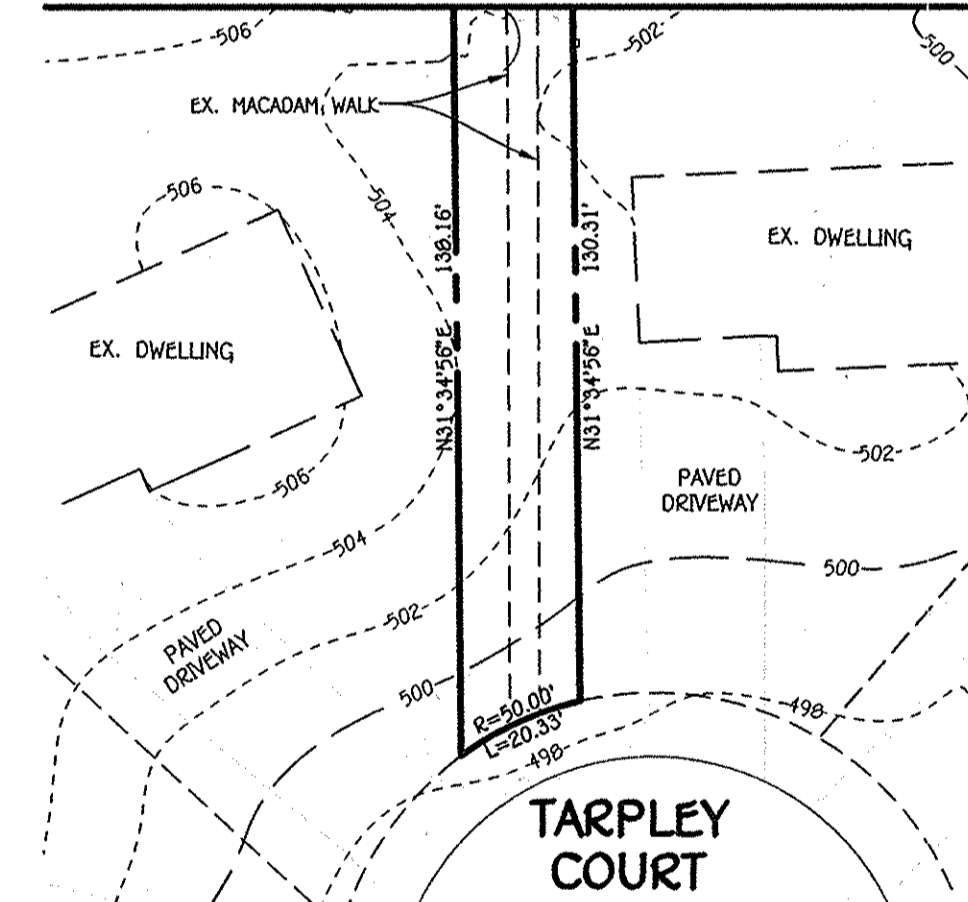 506
502
500
EX. MACADAM WALK
506
504
138.16'
130.31'
EX. DWELLING
EX. DWELLING
N31°34'56"E
N31°34'56"E
502
506
PAVED
DRIVEWAY
504
500
502
PAVED
DRIVEWAY
500
R=50.00'
L=20.33'
498
498
TARPLEY
COURT